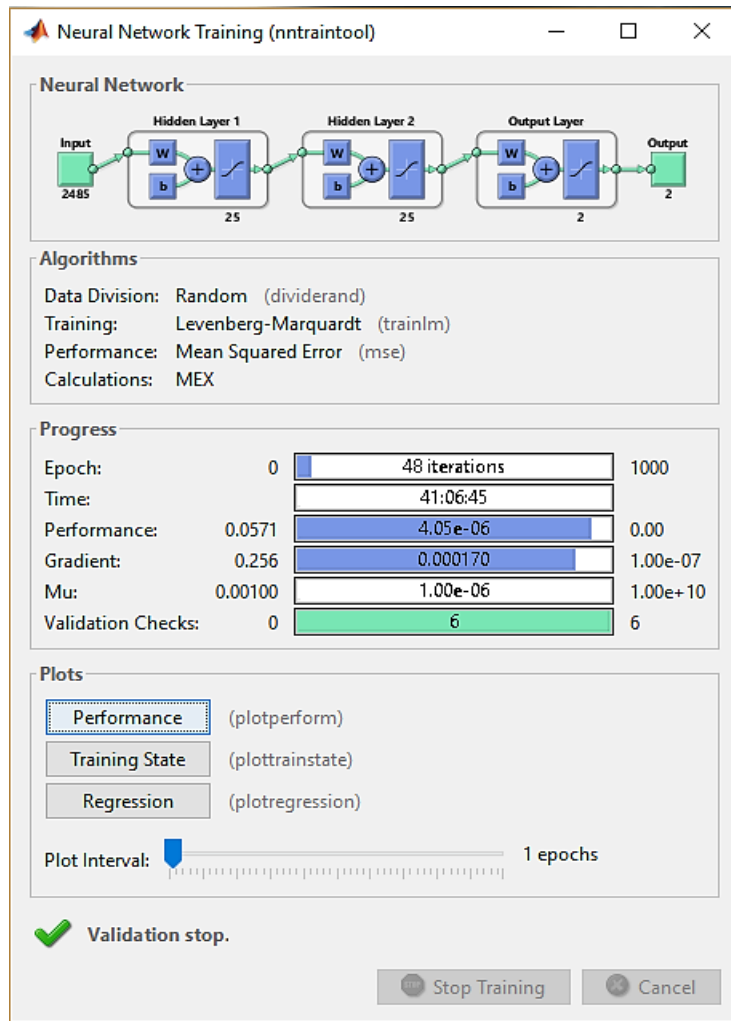 Neural Network Training (nntraintool)
Neural Network
Hidden Layer 1 Hidden Layer 2 Output Layer
Input Output
W W W
b + b + b +
2485 2
25 25 2
Algorithms
Data Division: Random (dividerand)
Training: Levenberg-Marquardt (trainlm)
Performance: Mean Squared Error (mse)
Calculations: MEX
Progress
Epoch: 0 48 iterations 1000
Time: 41:06:45
Performance: 0.0571 4.05e-06 0.00
Gradient: 0.256 0.000170 1.00e-07
Mu: 0.00100 1.00e-06 1.00e+10
Validation Checks: 0 6 6
Plots
Performance (plotperform)
Training State (plottrainstate)
Regression (plotregression)
Plot Interval: 1 epochs
Validation stop.
STOP Stop Training Cancel